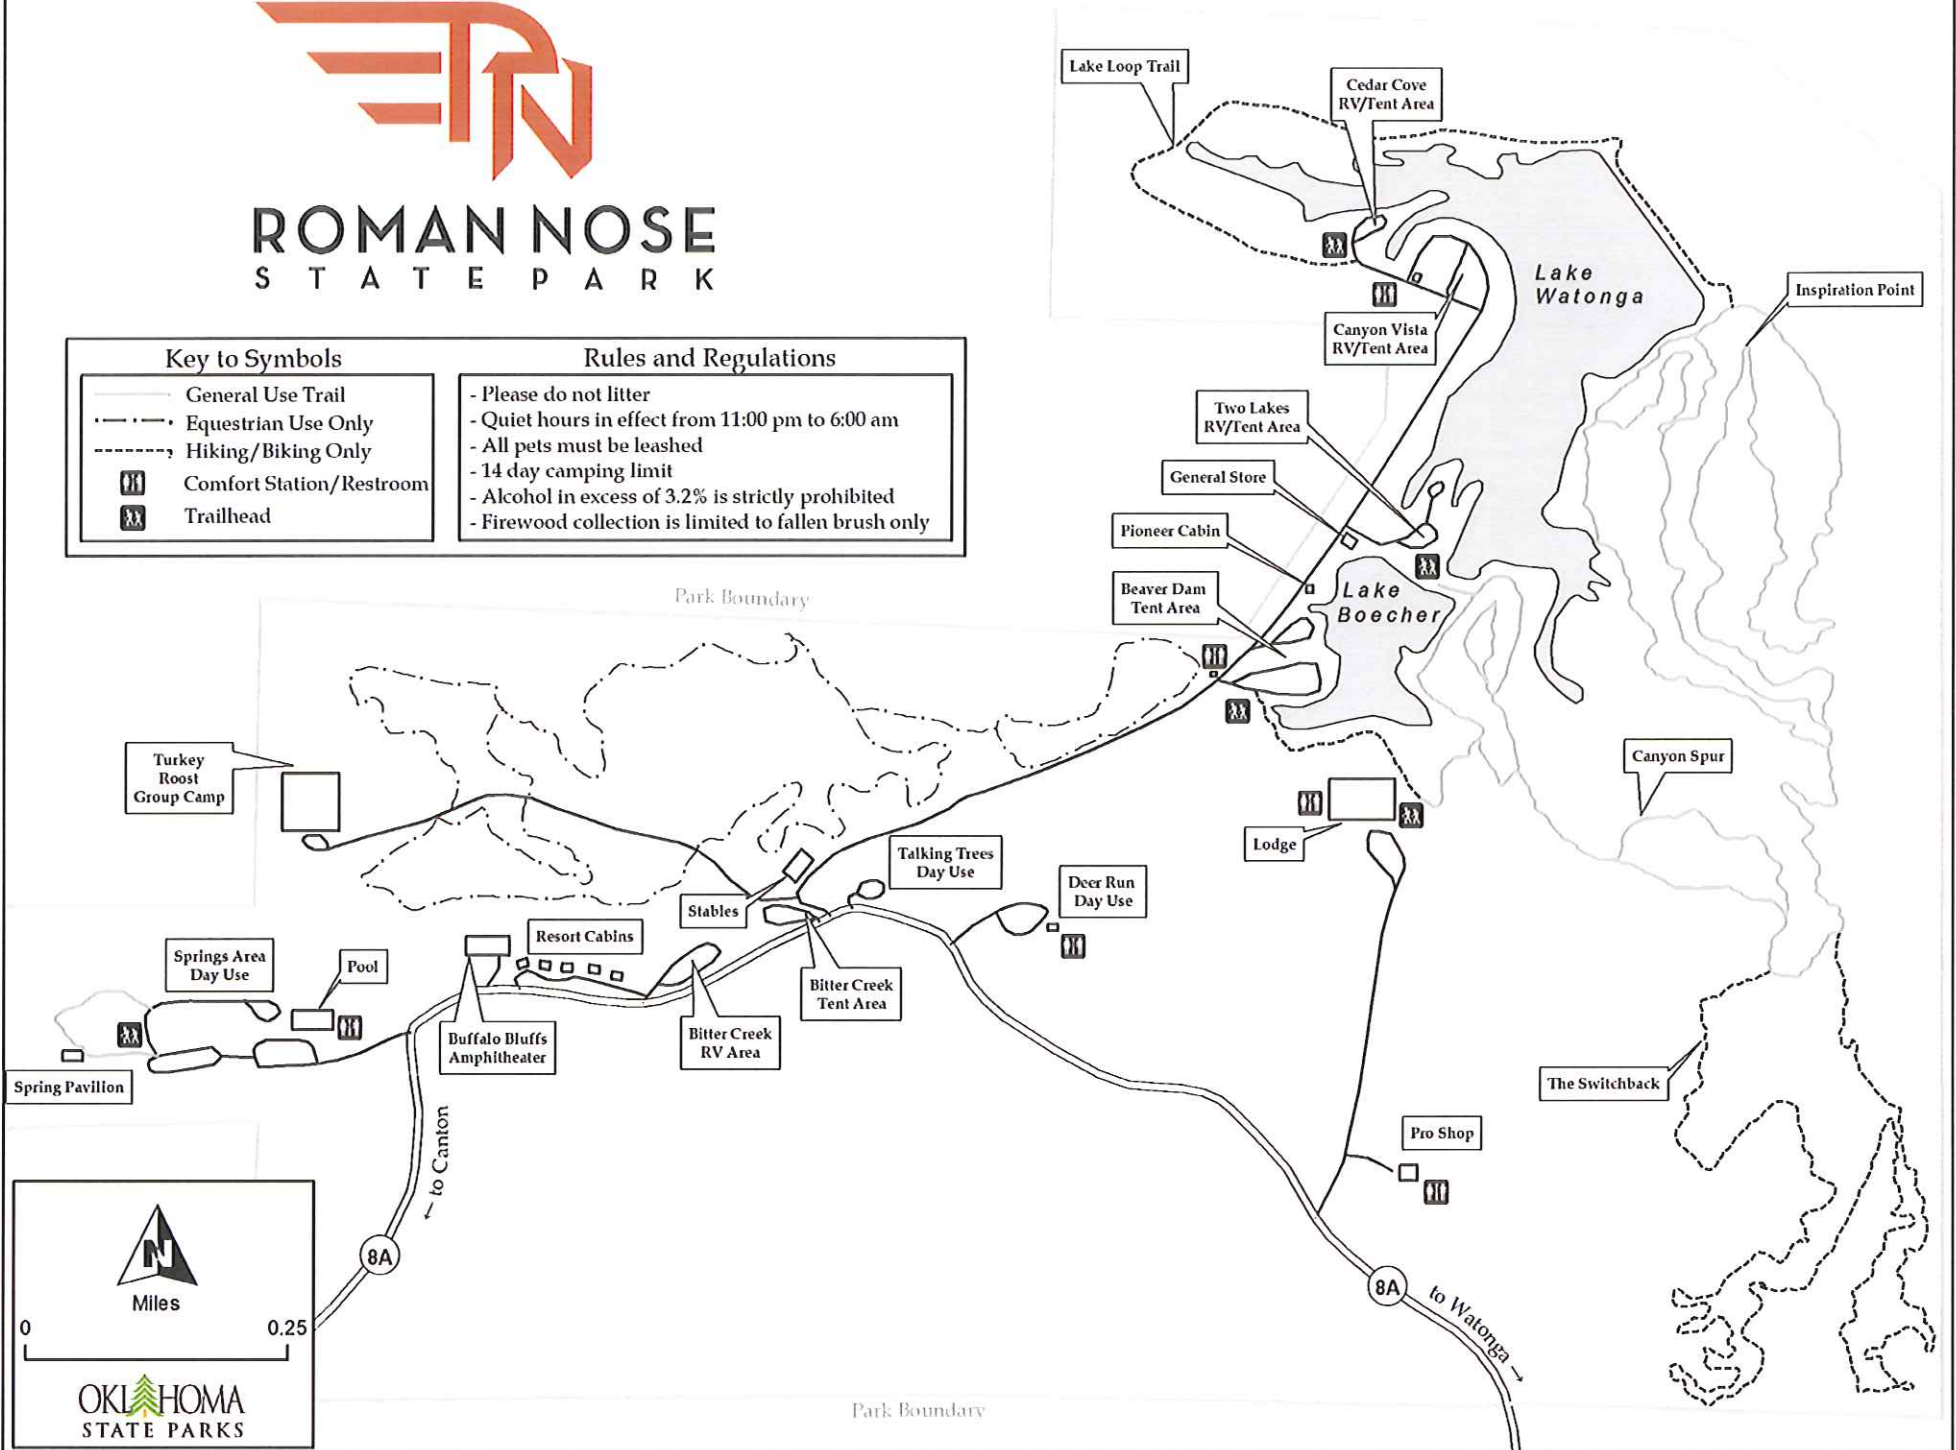 ROMAN NOSE
STATE PARK
Key to Symbols
General Use Trail
Equestrian Use Only
Hiking/Biking Only
Comfort Station/Restroom
Trailhead
Rules and Regulations
- Please do not litter
- Quiet hours in effect from 11:00 pm to 6:00 am
- All pets must be leashed
- 14 day camping limit
- Alcohol in excess of 3.2% is strictly prohibited
- Firewood collection is limited to fallen brush only
Lake Loop Trail
Cedar Cove
RV/Tent Area
Lake
Watonga
Inspiration Point
Canyon Vista
RV/Tent Area
Two Lakes
RV/Tent Area
General Store
Pioneer Cabin
Beaver Dam
Tent Area
Lake
Boecher
Park Boundary
Turkey
Roost
Group Camp
Canyon Spur
Lodge
Talking Trees
Day Use
Deer Run
Day Use
Stables
Resort Cabins
Springs Area
Day Use
Pool
Bitter Creek
Tent Area
Buffalo Bluffs
Amphitheater
Bitter Creek
RV Area
Spring Pavilion
The Switchback
Pro Shop
← to Canton
8A
8A
to Watonga →
N
Miles
0 0.25
OKLAHOMA
STATE PARKS
Park Boundary